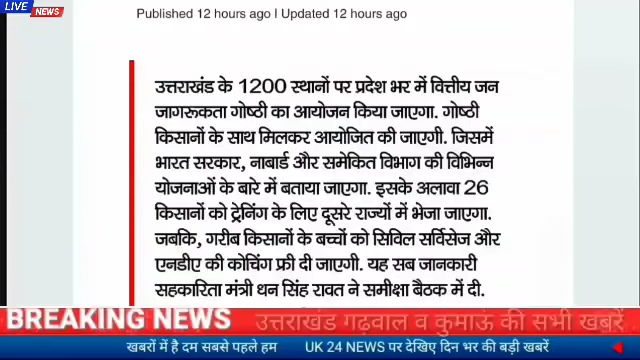 LIVE
NEWS
Published 12 hours ago | Updated 12 hours ago
उत्तराखंड के 1200 स्थानों पर प्रदेश भर में वित्तीय जन
जागरूकता गोष्ठी का आयोजन किया जाएगा. गोष्ठी
किसानों के साथ मिलकर आयोजित की जाएगी. जिसमें
भारत सरकार, नाबार्ड और समेकित विभाग की विभिन्न
योजनाओं के बारे में बताया जाएगा. इसके अलावा 26
किसानों को ट्रेनिंग के लिए दूसरे राज्यों में भेजा जाएगा.
जबकि, गरीब किसानों के बच्चों को सिविल सर्विसेज और
एनडीए की कोचिंग फ्री दी जाएगी. यह सब जानकारी
सहकारिता मंत्री धन सिंह रावत ने समीक्षा बैठक में दी.
BREAKING NEWS उत्तराखंड गढ़वाल व कुमाऊं की सभी खबरें
खबरों में है दम सबसे पहले हम UK 24 NEWS पर देखिए दिन भर की बड़ी खबरें